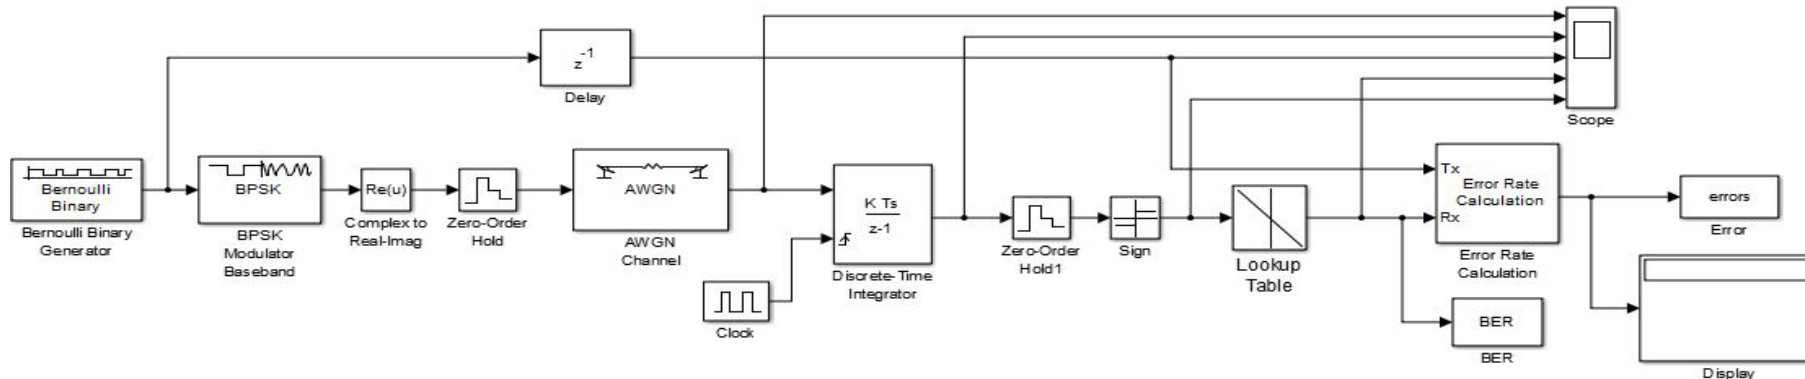 -1
z
Delay
Scope
Bernoulli
Binary
Bernoulli Binary
Generator
BPSK
BPSK
Modulator
Baseband
Re(u)
Complex to
Real-Imag
Zero-Order
Hold
AWGN
AWGN
Channel
K Ts
z-1
Discrete-Time
Integrator
Clock
Zero-Order
Hold1
Sign
Lookup
Table
Tx
Rx
Error Rate
Calculation
Error Rate
Calculation
errors
Error
BER
BER
Display